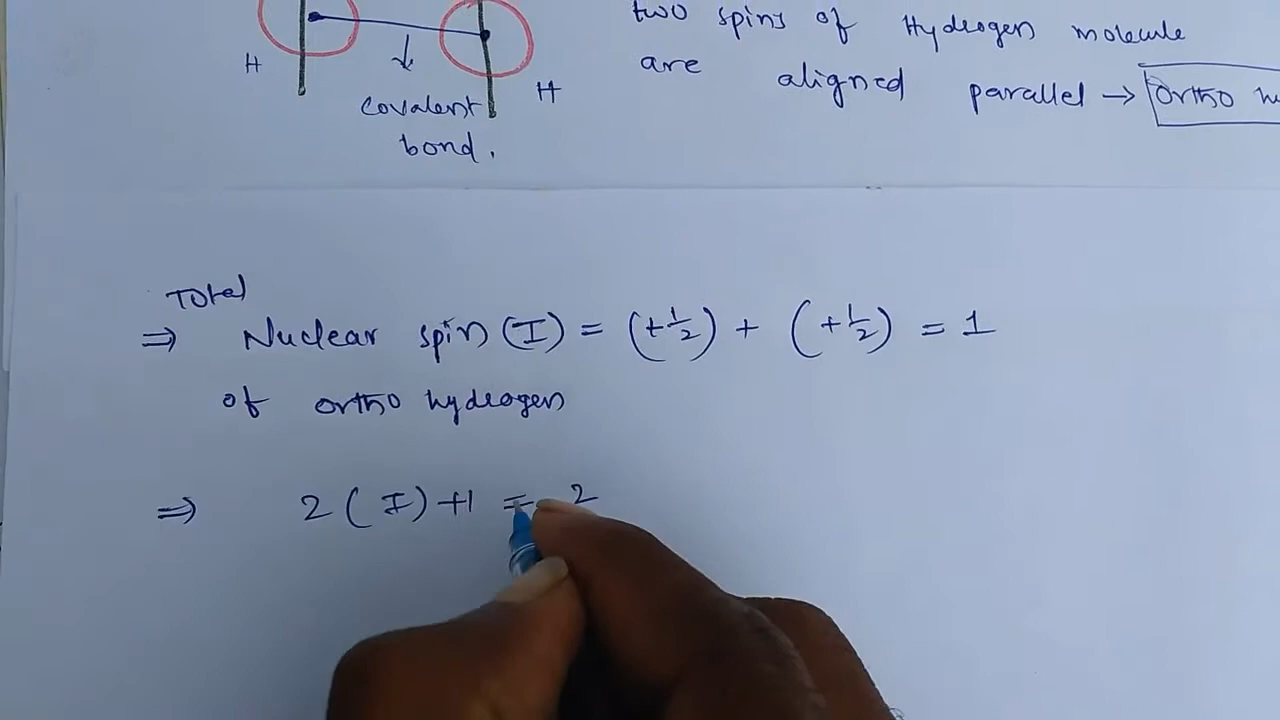 two spins of Hydrogen molecule
are aligned parallel → Ortho
H
H
covalent
bond.
Total
⇒ Nuclear spin (I) = (+½) + (+½) = 1
of ortho hydrogen
⇒ 2(I)+1 = 2